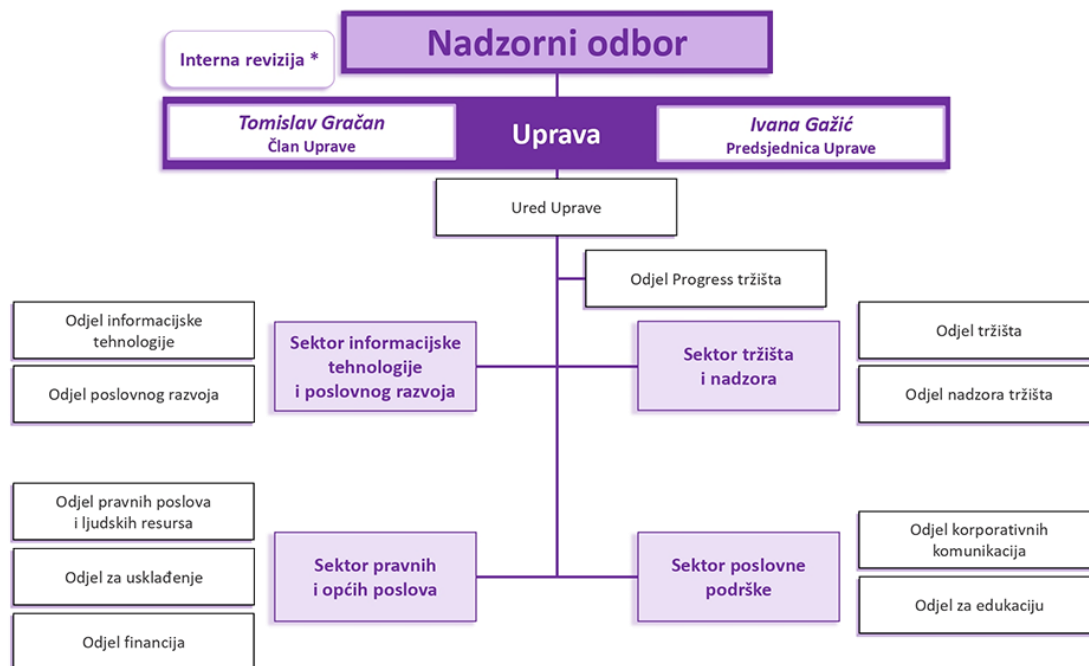 Nadzorni odbor
Interna revizija *
Tomislav Gračan
Član Uprave
Uprava
Ivana Gažić
Predsjednica Uprave
Ured Uprave
Odjel Progress tržišta
Odjel informacijske
tehnologije
Odjel poslovnog razvoja
Sektor informacijske
tehnologije
i poslovnog razvoja
Sektor tržišta
i nadzora
Odjel tržišta
Odjel nadzora tržišta
Odjel pravnih poslova
i ljudskih resursa
Odjel za usklađenje
Odjel financija
Sektor pravnih
i općih poslova
Sektor poslovne
podrške
Odjel korporativnih
komunikacija
Odjel za edukaciju